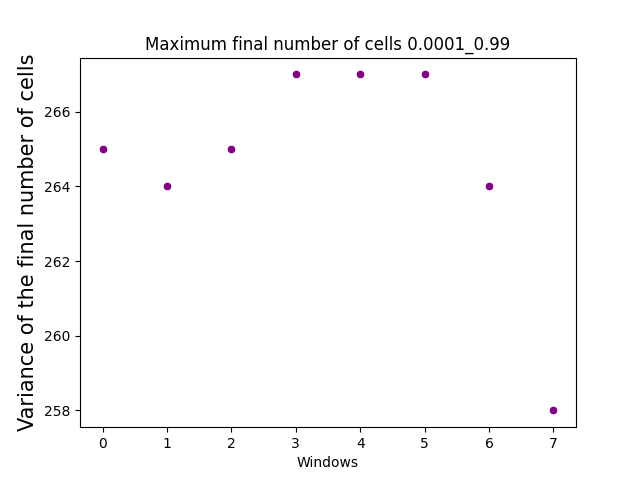 Maximum final number of cells 0.0001_0.99
Variance of the final number of cells
266
264
262
260
258
0 1 2 3 4 5 6 7
Windows